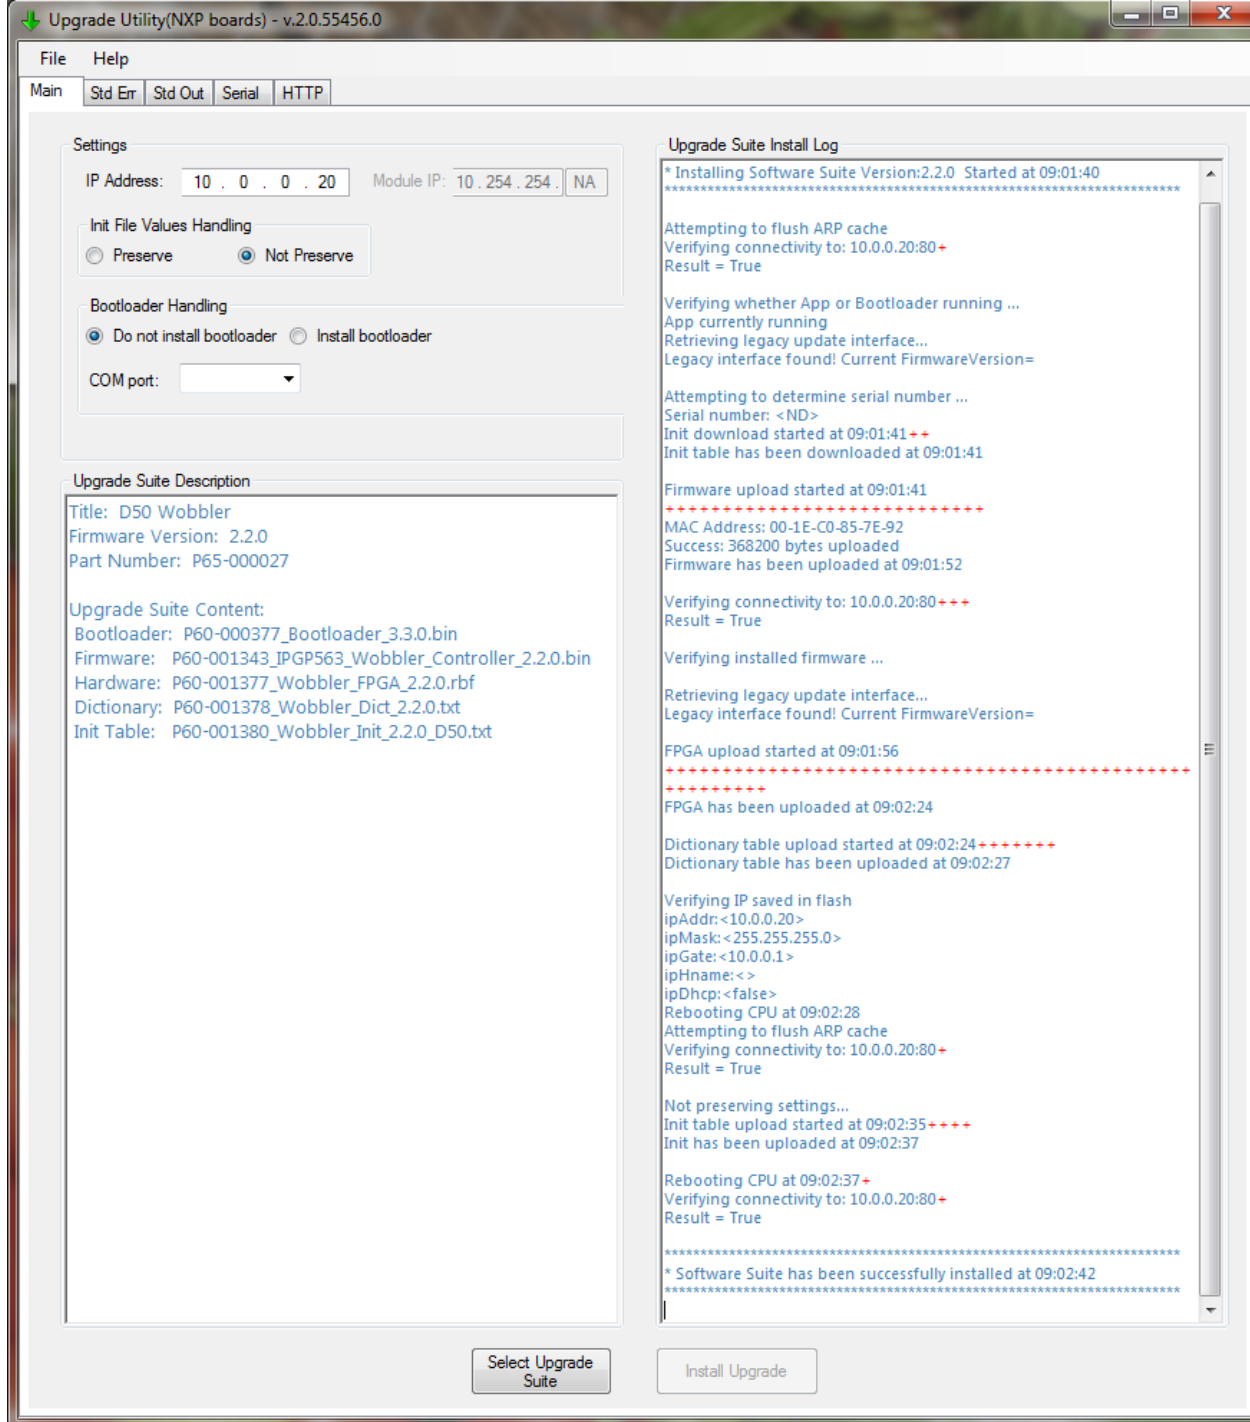 Upgrade Utility(NXP boards) - v.2.0.55456.0
File Help
Main Std Err Std Out Serial HTTP
Settings
IP Address: 10 . 0 . 0 . 20 Module IP: 10 . 254 . 254 . NA
Init File Values Handling
Preserve Not Preserve
Bootloader Handling
Do not install bootloader Install bootloader
COM port:
Upgrade Suite Description
Title: D50 Wobbler
Firmware Version: 2.2.0
Part Number: P65-000027
Upgrade Suite Content:
Bootloader: P60-000377_Bootloader_3.3.0.bin
Firmware: P60-001343_IPGP563_Wobbler_Controller_2.2.0.bin
Hardware: P60-001377_Wobbler_FPGA_2.2.0.rbf
Dictionary: P60-001378_Wobbler_Dict_2.2.0.txt
Init Table: P60-001380_Wobbler_Init_2.2.0_D50.txt
Upgrade Suite Install Log
* Installing Software Suite Version:2.2.0 Started at 09:01:40
************************************************************************
Attempting to flush ARP cache
Verifying connectivity to: 10.0.0.20:80+
Result = True
Verifying whether App or Bootloader running ...
App currently running
Retrieving legacy update interface...
Legacy interface found! Current FirmwareVersion=
Attempting to determine serial number ...
Serial number: <ND>
Init download started at 09:01:41++
Init table has been downloaded at 09:01:41
Firmware upload started at 09:01:41
++++++++++++++++++++++++++++
MAC Address: 00-1E-C0-85-7E-92
Success: 368200 bytes uploaded
Firmware has been uploaded at 09:01:52
Verifying connectivity to: 10.0.0.20:80+++
Result = True
Verifying installed firmware ...
Retrieving legacy update interface...
Legacy interface found! Current FirmwareVersion=
FPGA upload started at 09:01:56
++++++++++++++++++++++++++++++++++++++++++++++
+++++++++
FPGA has been uploaded at 09:02:24
Dictionary table upload started at 09:02:24+++++++
Dictionary table has been uploaded at 09:02:27
Verifying IP saved in flash
ipAddr:<10.0.0.20>
ipMask:<255.255.255.0>
ipGate:<10.0.0.1>
ipHname:<>
ipDhcp:<false>
Rebooting CPU at 09:02:28
Attempting to flush ARP cache
Verifying connectivity to: 10.0.0.20:80+
Result = True
Not preserving settings...
Init table upload started at 09:02:35++++
Init has been uploaded at 09:02:37
Rebooting CPU at 09:02:37+
Verifying connectivity to: 10.0.0.20:80+
Result = True
************************************************************************
* Software Suite has been successfully installed at 09:02:42
************************************************************************
Select Upgrade
Suite
Install Upgrade